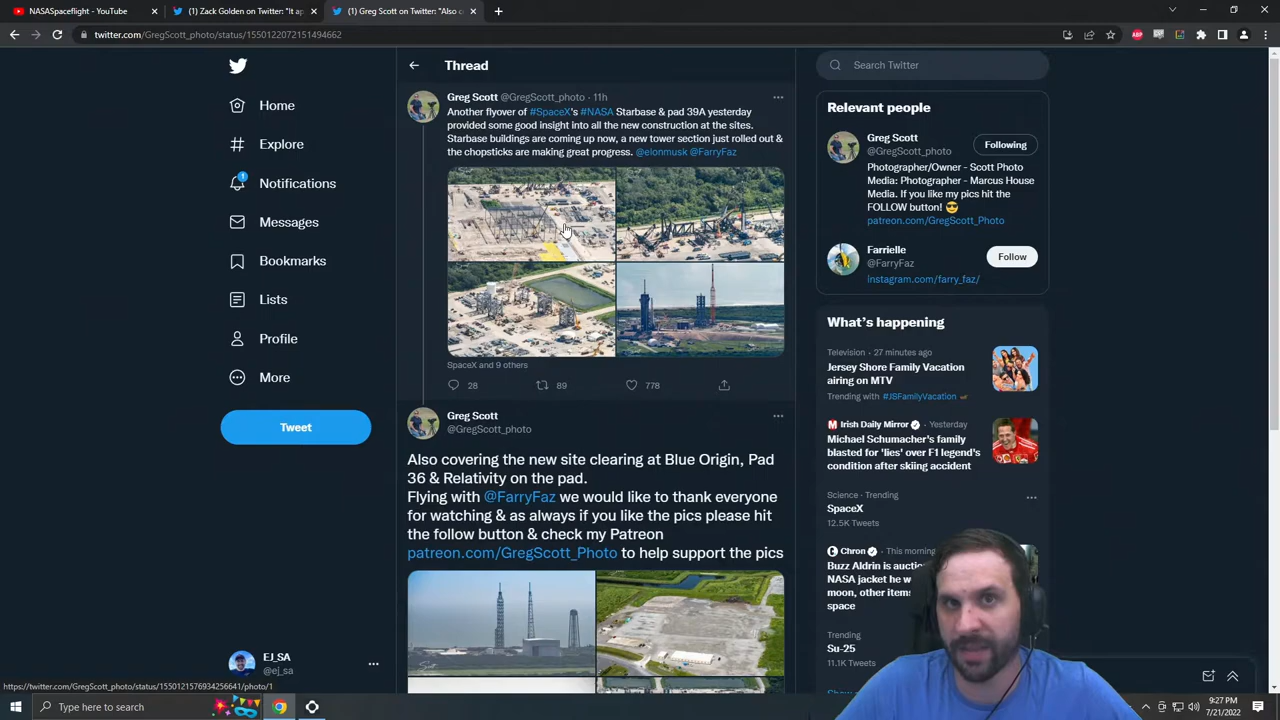 NASASpaceflight - YouTube
(1) Zack Golden on Twitter: "It ap
(1) Greg Scott on Twitter: "Also c
twitter.com/GregScott_photo/status/1550122072151494662
ABP
Home
Explore
1
Notifications
Messages
Bookmarks
Lists
Profile
More
Tweet
EJ_SA
@ej_sa
Thread
Greg Scott @GregScott_photo · 11h
Another flyover of #SpaceX's #NASA Starbase & pad 39A yesterday
provided some good insight into all the new construction at the sites.
Starbase buildings are coming up now, a new tower section just rolled out &
the chopsticks are making great progress. @elonmusk @FarryFaz
SpaceX and 9 others
28
89
778
Greg Scott
@GregScott_photo
Also covering the new site clearing at Blue Origin, Pad
36 & Relativity on the pad.
Flying with @FarryFaz we would like to thank everyone
for watching & as always if you like the pics please hit
the follow button & check my Patreon
patreon.com/GregScott_Photo to help support the pics
Search Twitter
Relevant people
Greg Scott
@GregScott_photo
Following
Photographer/Owner - Scott Photo
Media: Photographer - Marcus House
Media. If you like my pics hit the
FOLLOW button! 😎
patreon.com/GregScott_Photo
Farrielle
@FarryFaz
Follow
instagram.com/farry_faz/
What's happening
Television · 27 minutes ago
Jersey Shore Family Vacation
airing on MTV
Trending with #JSFamilyVacation
Irish Daily Mirror · Yesterday
Michael Schumacher's family
blasted for 'lies' over F1 legend's
condition after skiing accident
Science · Trending
SpaceX
12.5K Tweets
Chron · This morning
Buzz Aldrin is auctio
NASA jacket he w
moon, other items
space
Trending
Su-25
11.1K Tweets
Show
https://twitter.com/GregScott_photo/status/1550121576934256641/photo/1
Type here to search
9:27 PM
7/21/2022